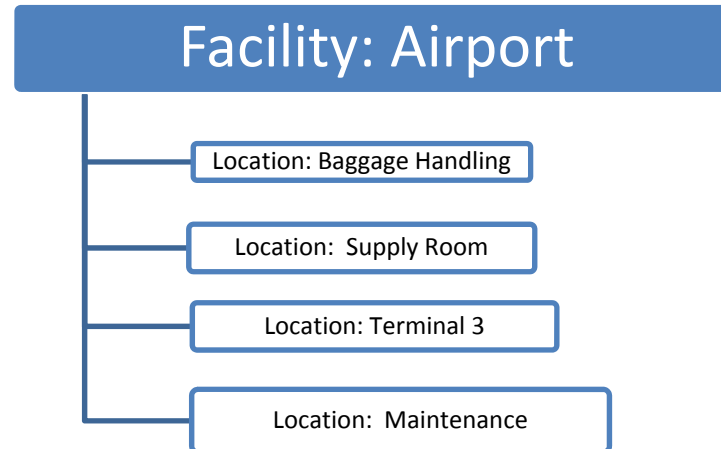 Facility: Airport
Location: Baggage Handling
Location:  Supply Room
Location: Terminal 3
Location:  Maintenance